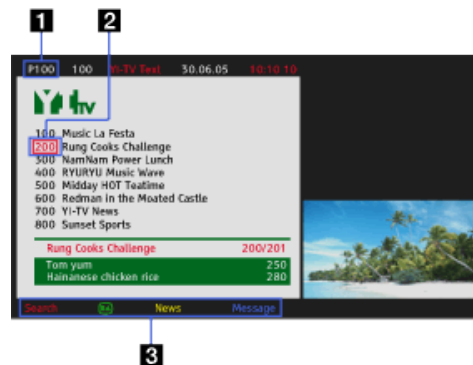 1 2
P100 100 YI-TV Text 30.06.05 10:10 10
Yi tv
100 Music La Festa
200 Rung Cooks Challenge
300 NamNam Power Lunch
400 RYURYU Music Wave
500 Midday HOT Teatime
600 Redman in the Moated Castle
700 YI-TV News
800 Sunset Sports
Rung Cooks Challenge 200/201
Tom yum 250
Hainanese chicken rice 280
Search News Message
3